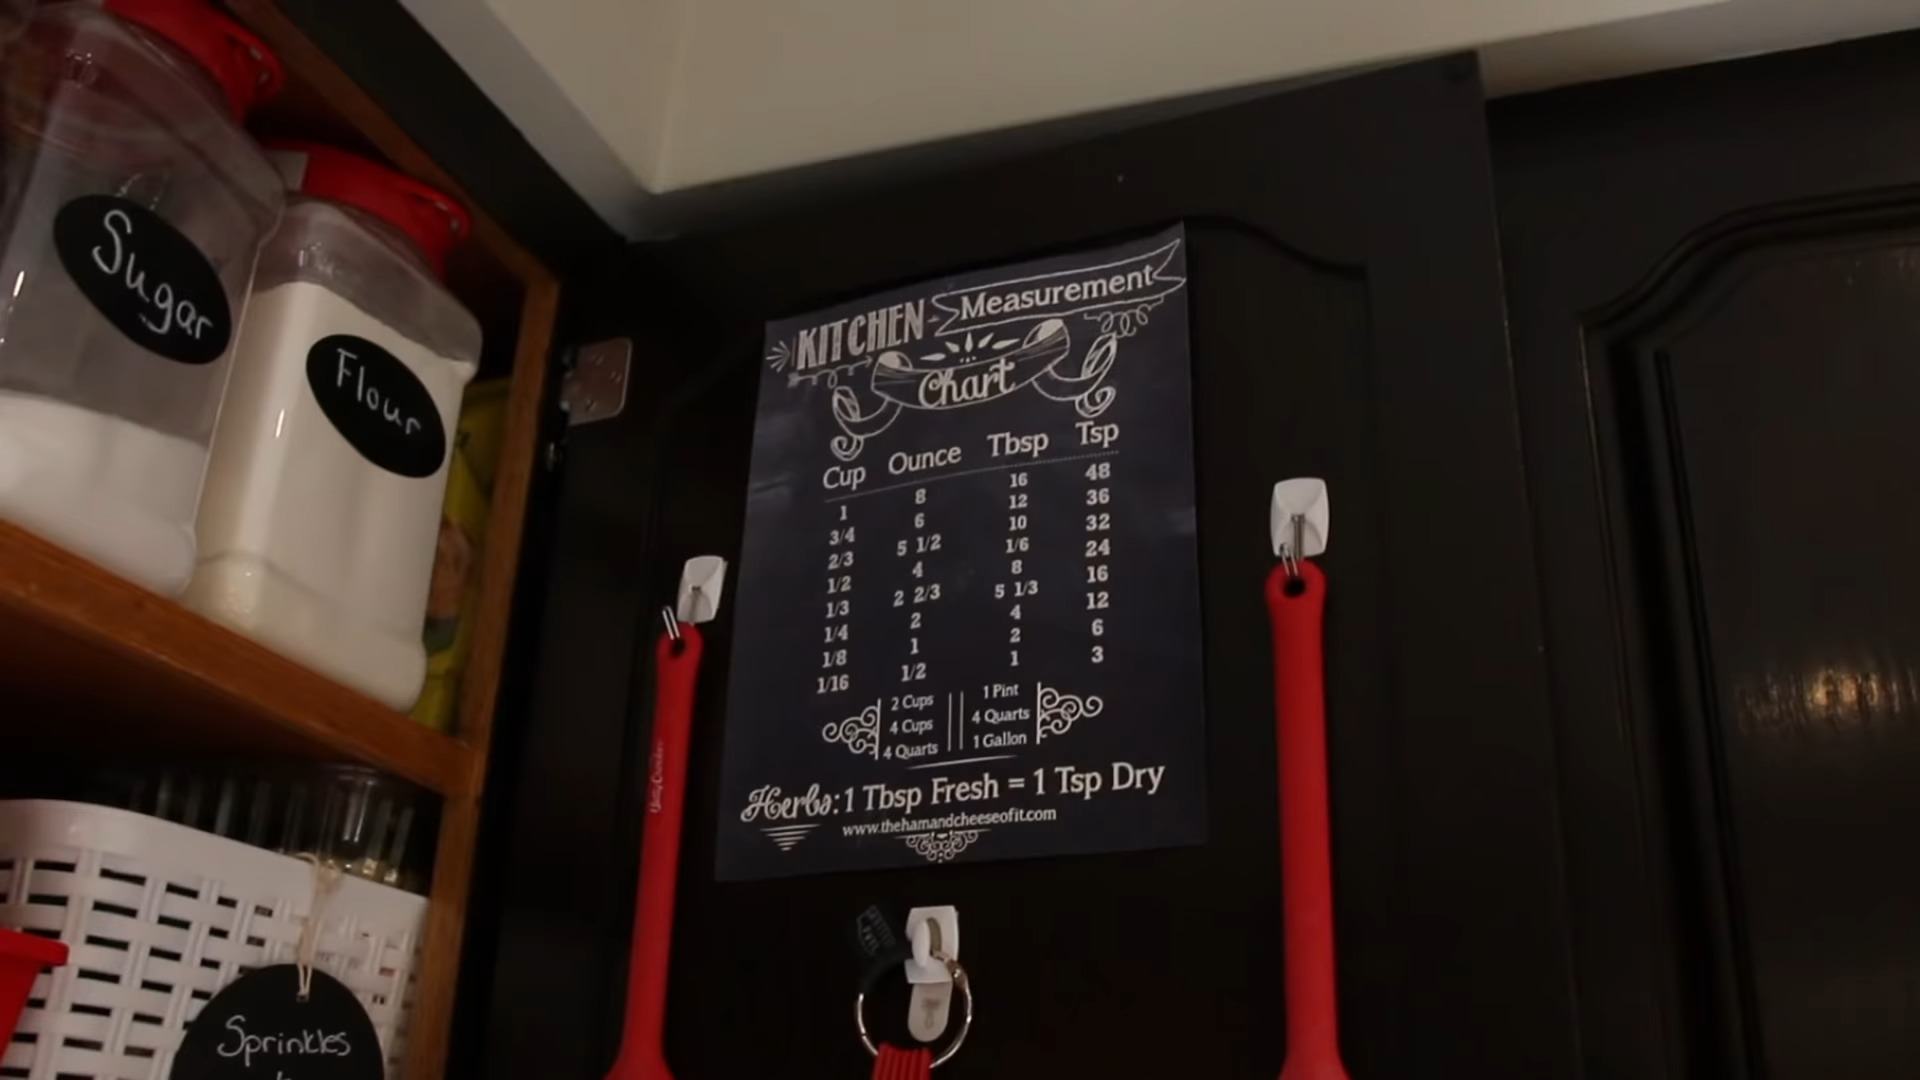 Sugar
Flour
KITCHEN Measurement
Chart
Cup Ounce Tbsp Tsp
1 8 16 48
3/4 6 12 36
2/3 5 1/2 10 32
1/2 4 1/6 24
1/3 2 2/3 8 16
1/4 2 5 1/3 12
1/8 1 4 6
1/16 1/2 2 3
1
2 Cups 1 Pint
4 Cups 4 Quarts
4 Quarts 1 Gallon
Herbs: 1 Tbsp Fresh = 1 Tsp Dry
www.thehamandcheeseofit.com
Betty Crocker
Sprinkles